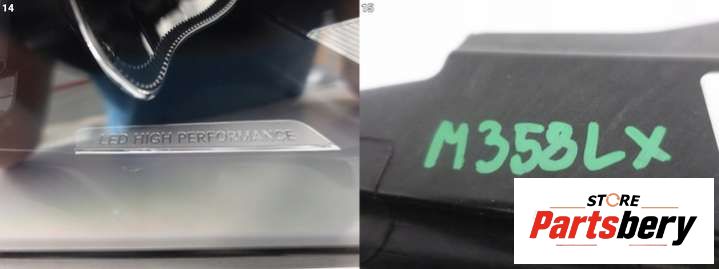 14
LED HIGH PERFORMANCE
15
M358LX
STORE
Partsbery